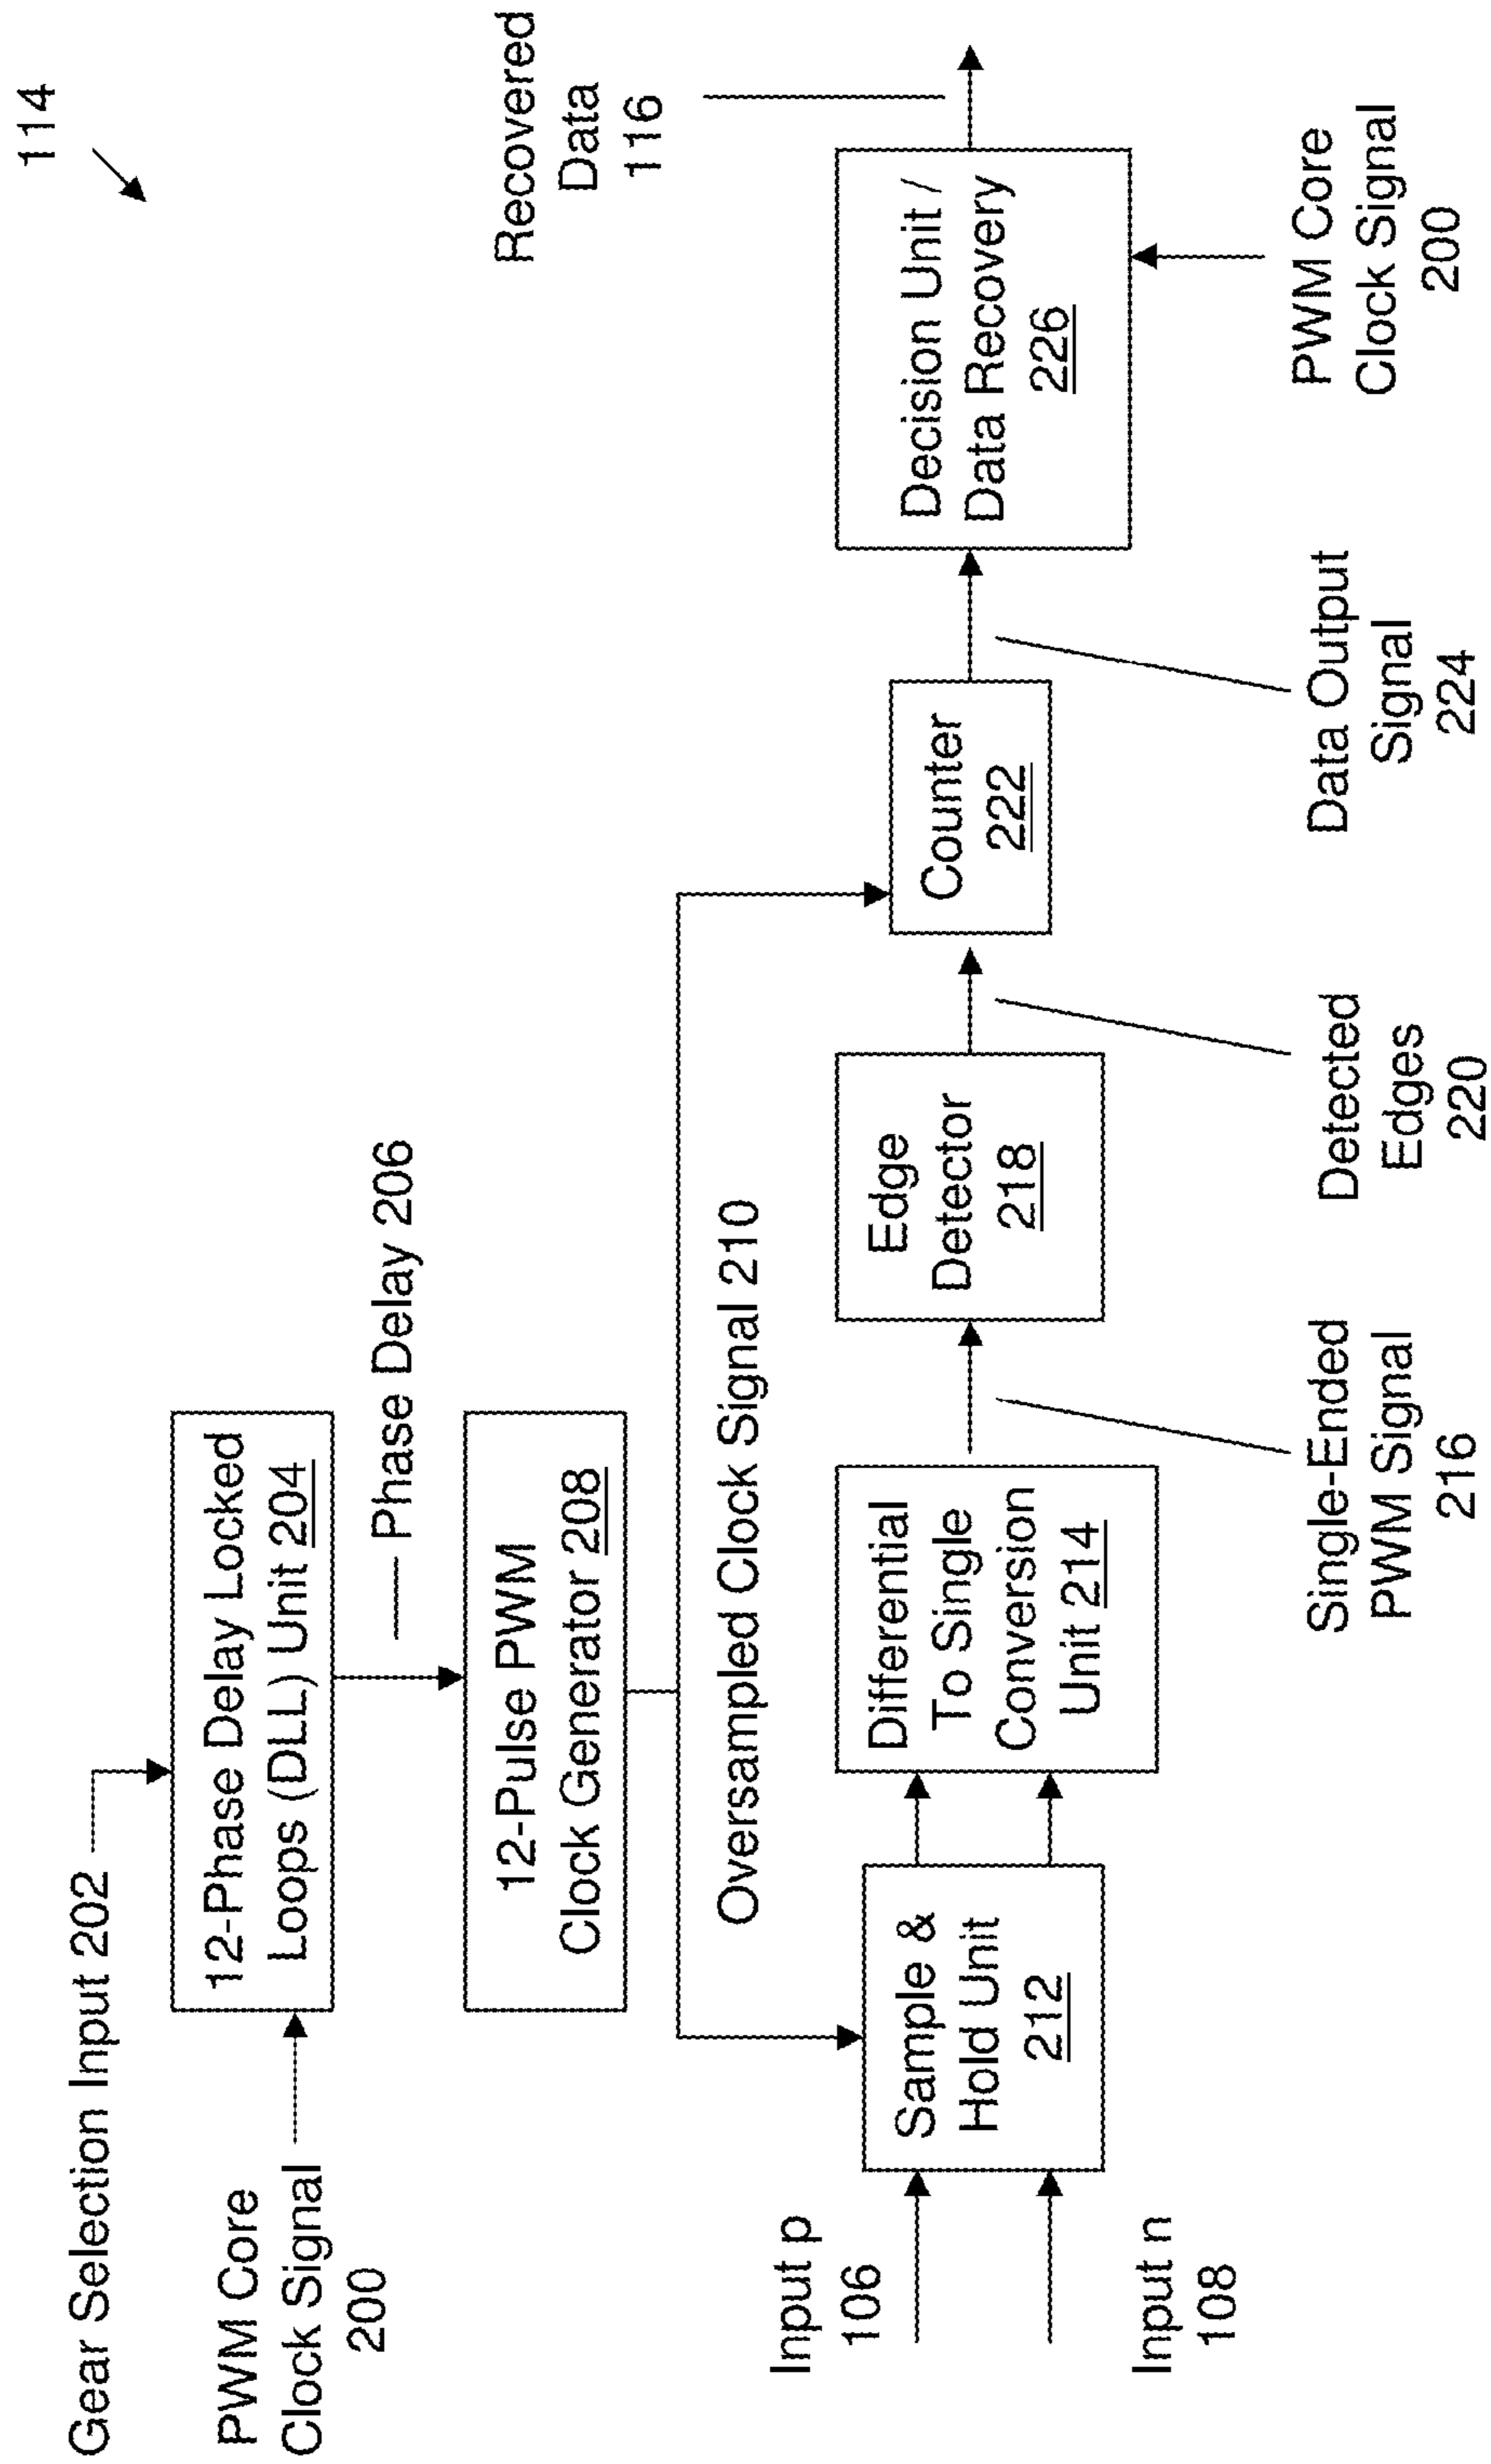 114
Gear Selection Input 202
PWM Core
Clock Signal
200
12-Phase Delay Locked
Loops (DLL) Unit 204
Phase Delay 206
12-Pulse PWM
Clock Generator 208
Oversampled Clock Signal 210
Input p
106
Input n
108
Sample &
Hold Unit
212
Differential
To Single
Conversion
Unit 214
Single-Ended
PWM Signal
216
Edge
Detector
218
Detected
Edges
220
Counter
222
Data Output
Signal
224
Decision Unit /
Data Recovery
226
PWM Core
Clock Signal
200
Recovered
Data
116